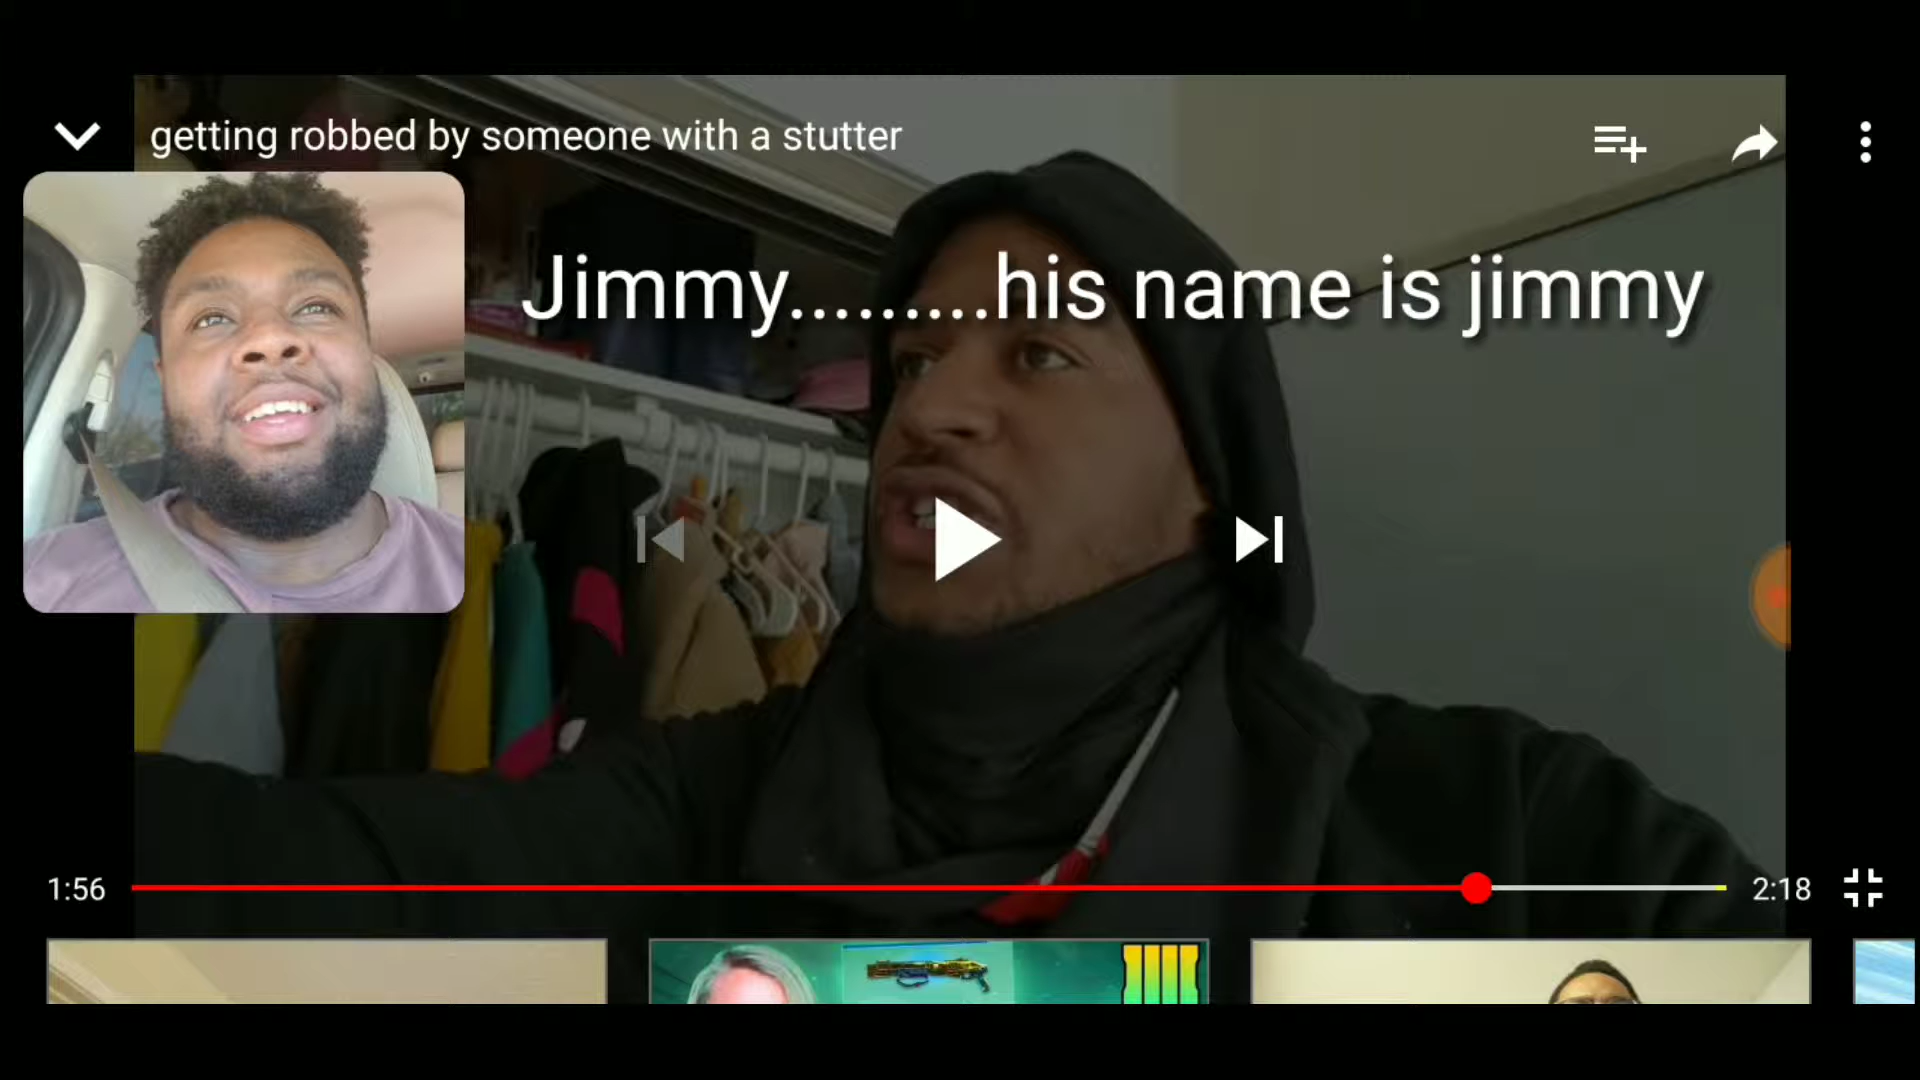 getting robbed by someone with a stutter
Jimmy.........his name is jimmy
1:56
2:18